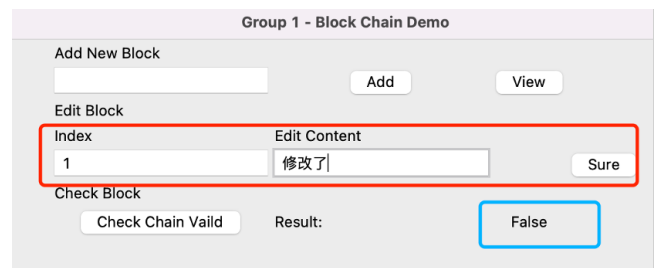 Group 1 - Block Chain Demo
Add New Block
Add View
Edit Block
Index Edit Content
1 修改了 Sure
Check Block
Check Chain Vaild Result: False